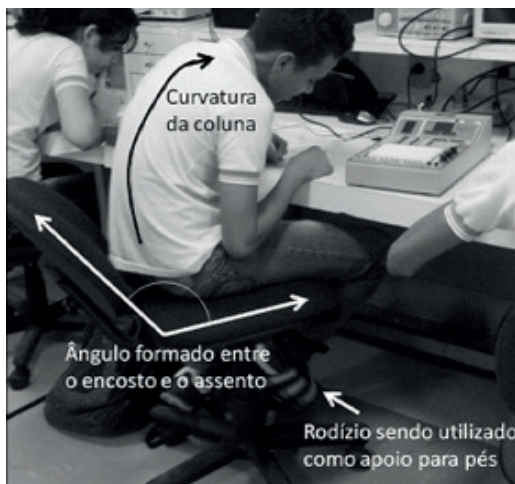 Curvatura
da coluna
Ângulo formado entre
o encosto e o assento
Rodízio sendo utilizado
como apoio para pés